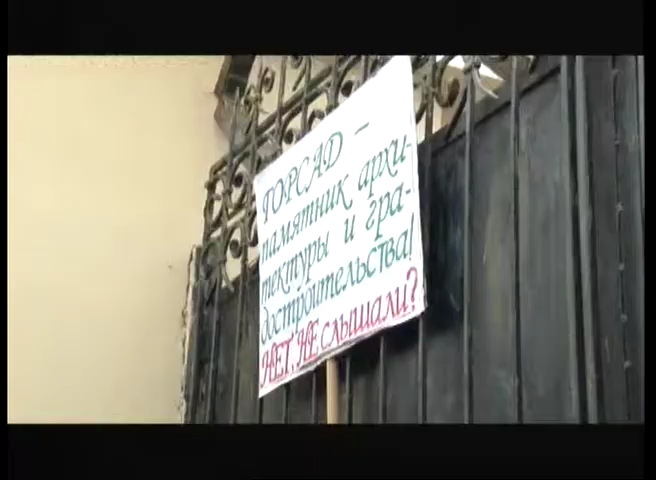 ГОРСАД –
памятник архи-
тектуры и гра-
достроительства!
НЕТ, НЕ слышали?